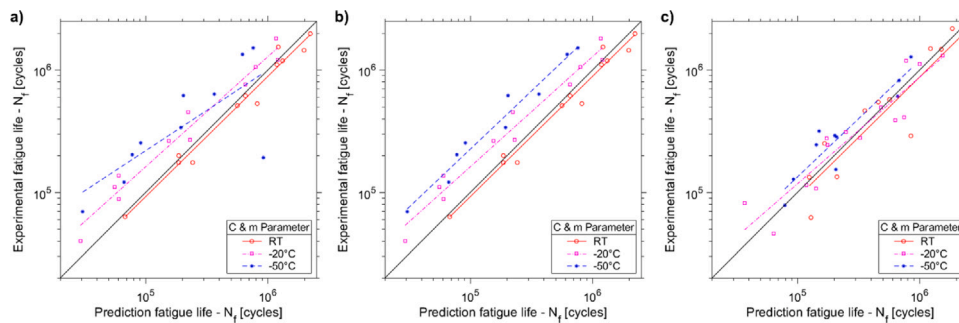 a)
Experimental fatigue life - N_f [cycles]
10^6
10^5
C & m Parameter
RT
-20°C
-50°C
10^5
10^6
Prediction fatigue life - N_f [cycles]
b)
Experimental fatigue life - N_f [cycles]
10^6
10^5
C & m Parameter
RT
-20°C
-50°C
10^5
10^6
Prediction fatigue life - N_f [cycles]
c)
Experimental fatigue life - N_f [cycles]
10^6
10^5
C & m Parameter
RT
-20°C
-50°C
10^5
10^6
Prediction fatigue life - N_f [cycles]